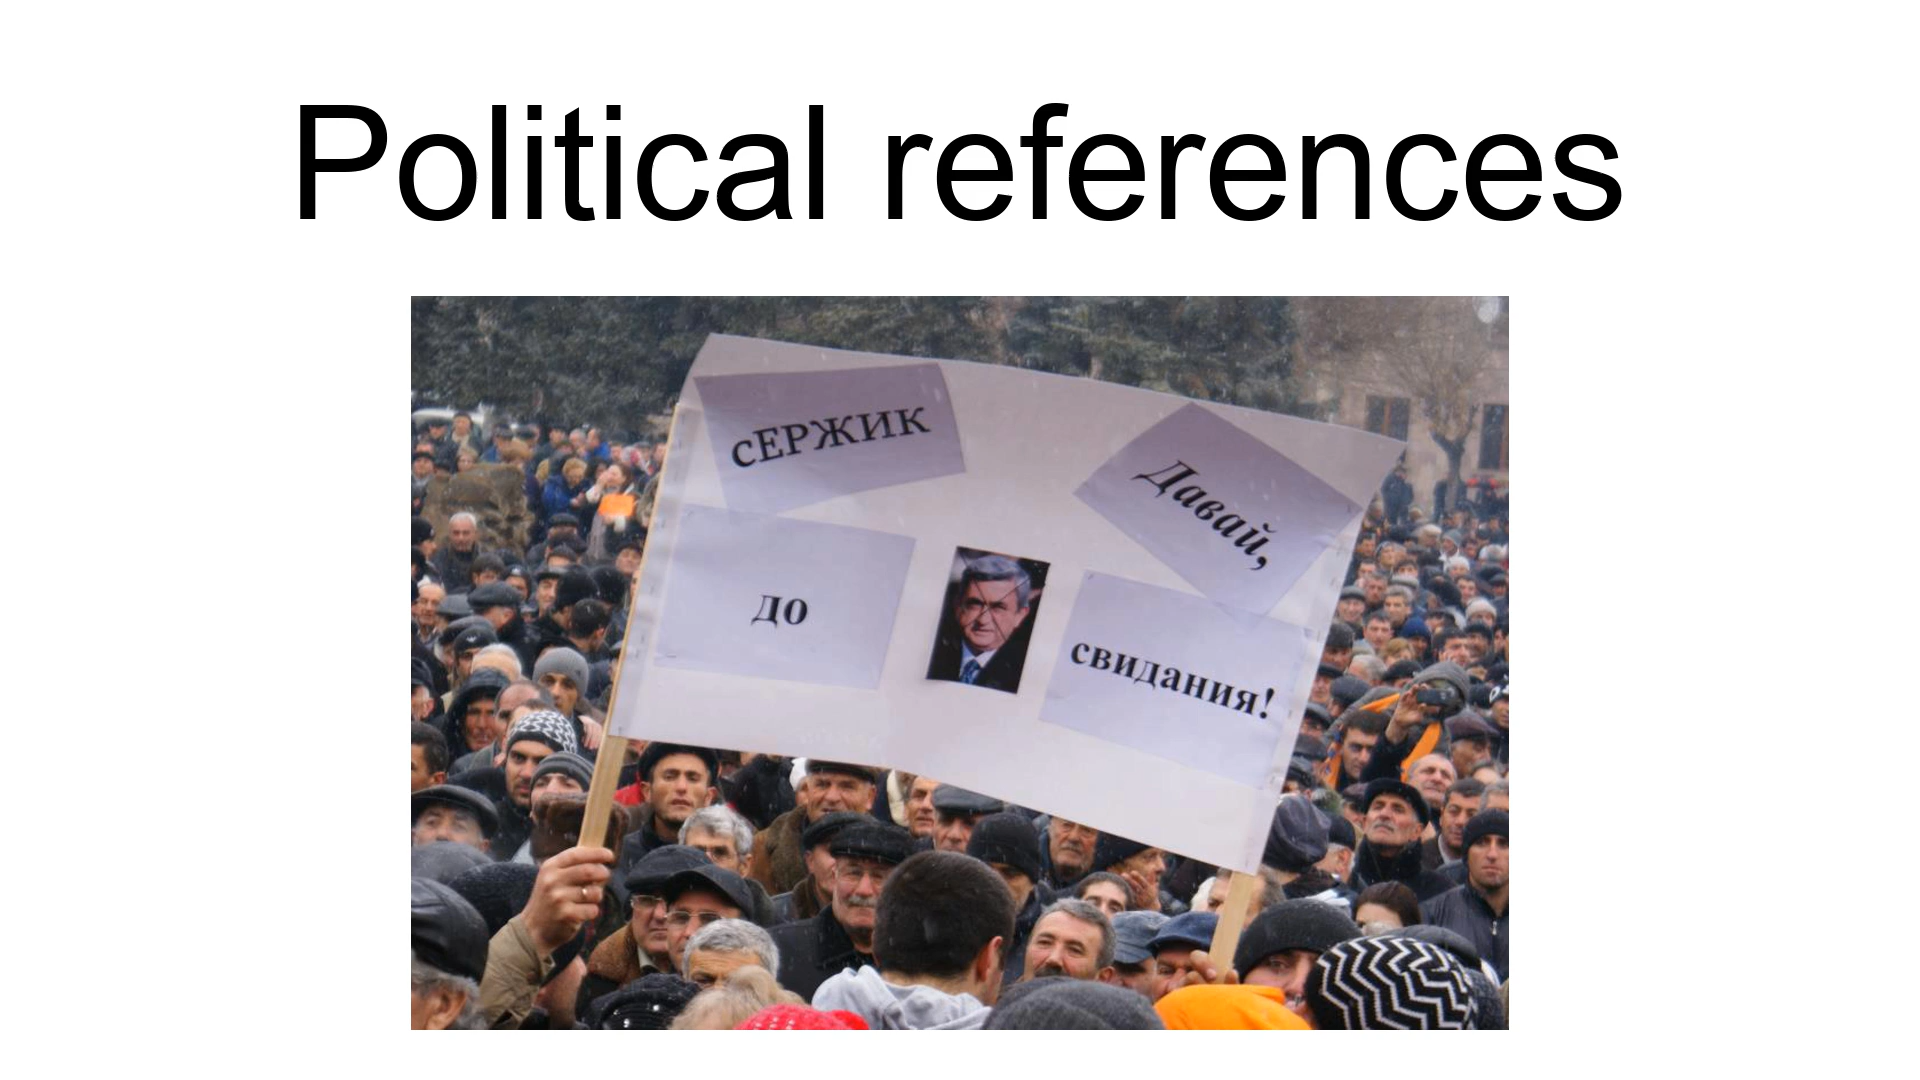 Political references
сЕРЖИК
Давай,
до
свидания!